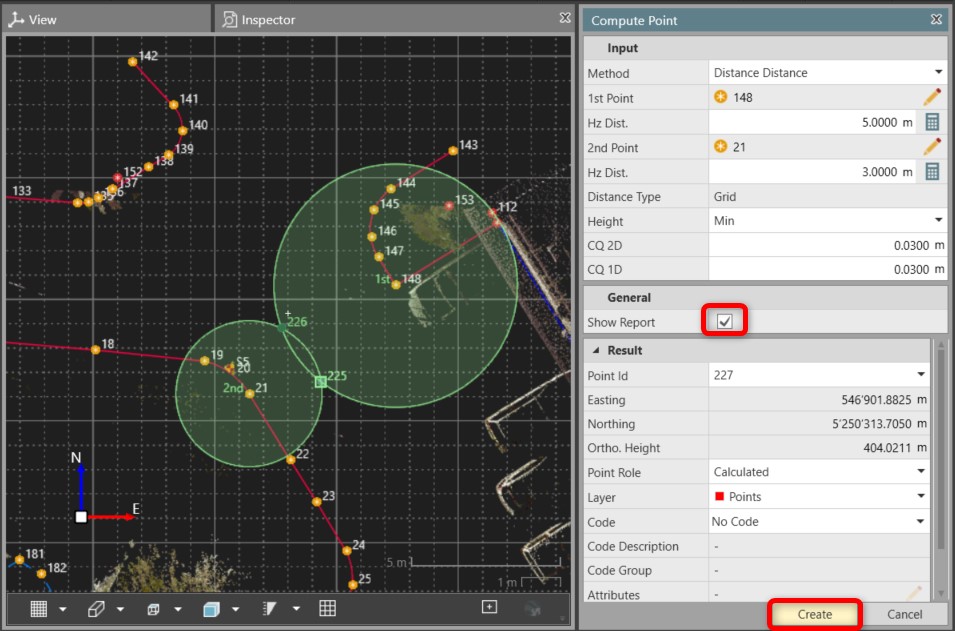 View
Inspector
142
141
140
139
138
152
137
133
143
144
145
153
112
146
147
1st
148
226
18
19
S5
20
225
2nd
21
22
N
23
E
24
181
182
5 m
1 m
25
Compute Point
Input
Method Distance Distance
1st Point 148
Hz Dist. 5.0000 m
2nd Point 21
Hz Dist. 3.0000 m
Distance Type Grid
Height Min
CQ 2D 0.0300 m
CQ 1D 0.0300 m
General
Show Report
Result
Point Id 227
Easting 546'901.8825 m
Northing 5'250'313.7050 m
Ortho. Height 404.0211 m
Point Role Calculated
Layer Points
Code No Code
Code Description -
Code Group -
Attributes -
Create Cancel